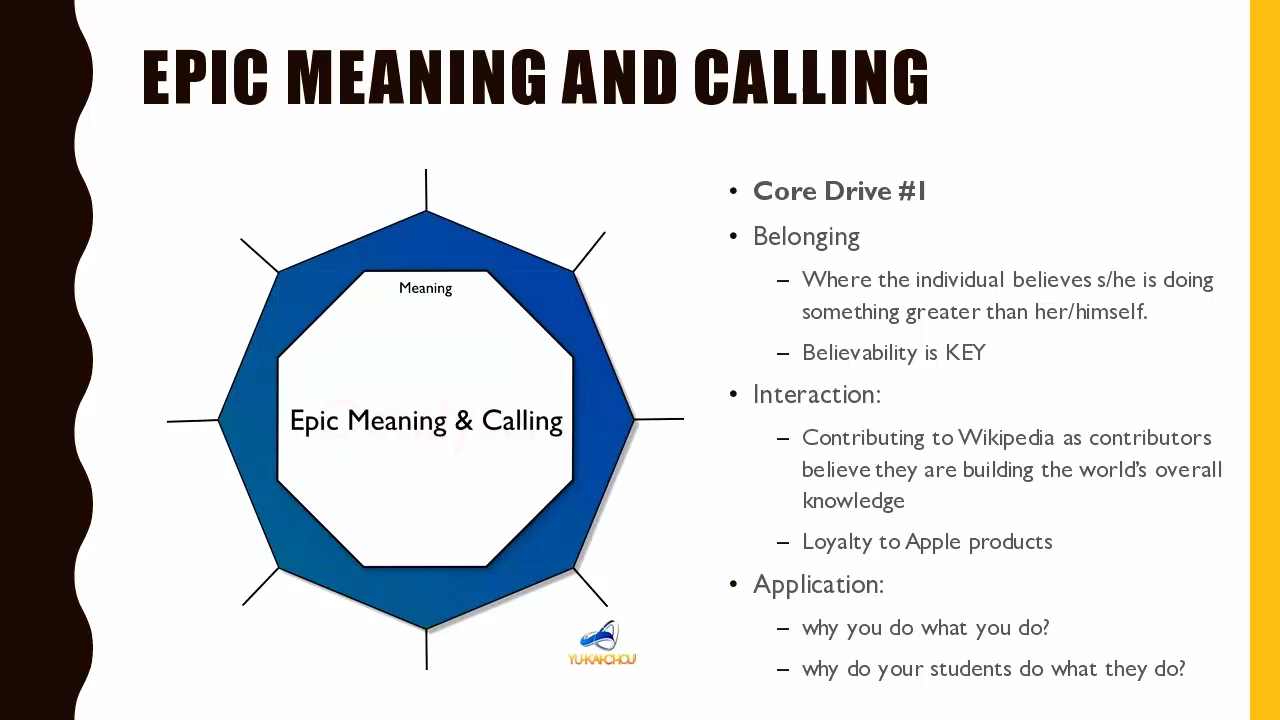 EPIC MEANING AND CALLING
Meaning
Epic Meaning & Calling
YU-KAI CHOU
• Core Drive #1
• Belonging
– Where the individual believes s/he is doing
something greater than her/himself.
– Believability is KEY
• Interaction:
– Contributing to Wikipedia as contributors
believe they are building the world's overall
knowledge
– Loyalty to Apple products
• Application:
– why you do what you do?
– why do your students do what they do?